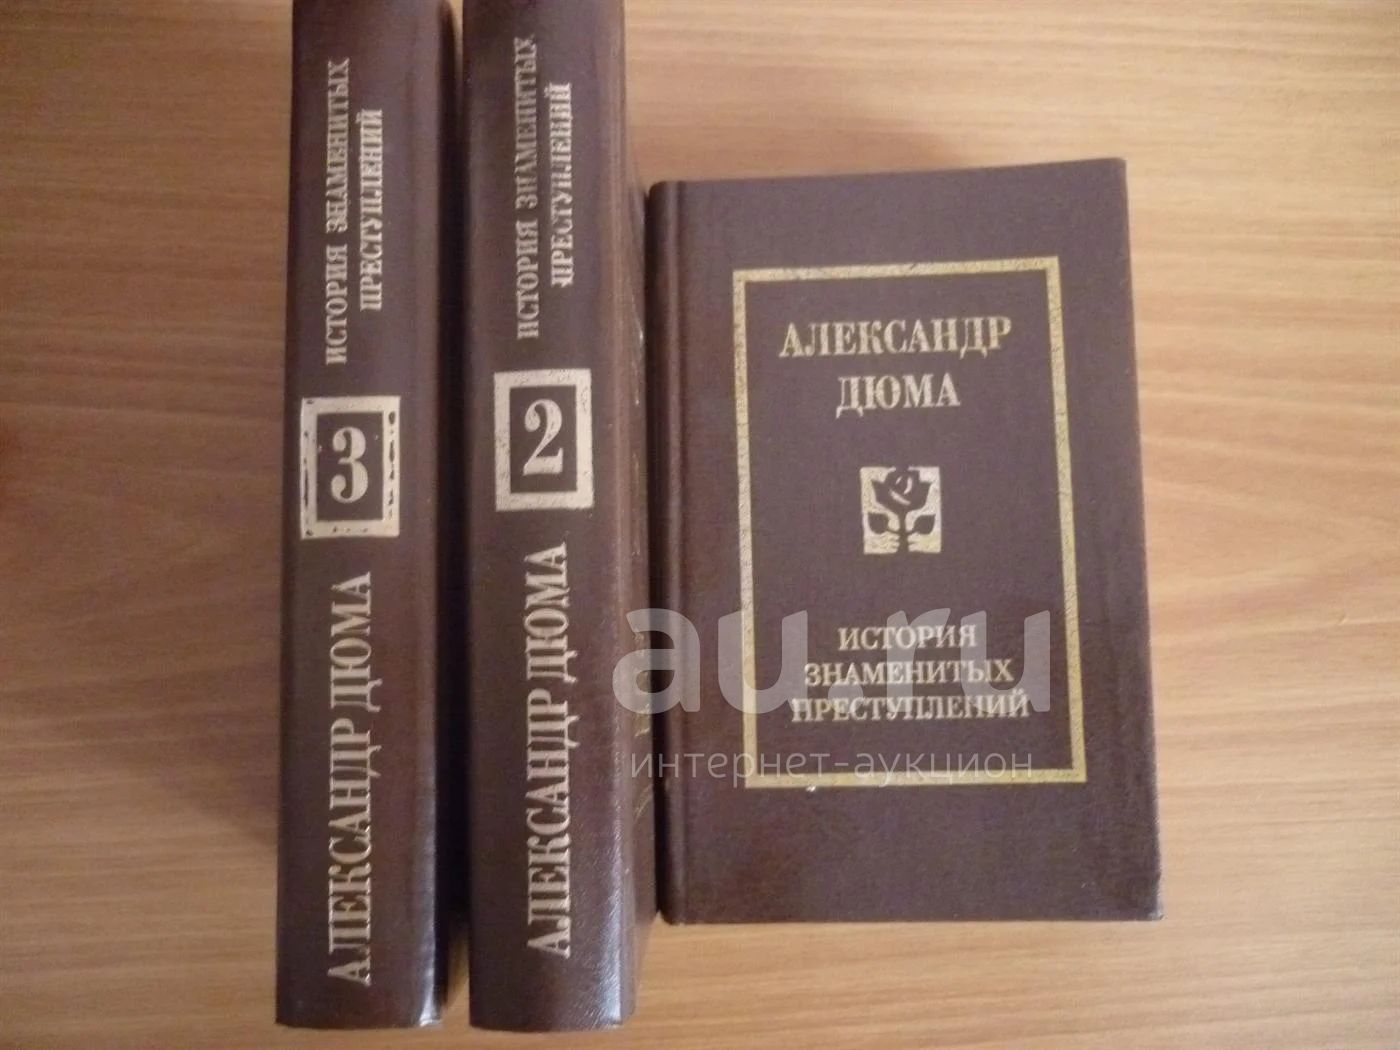 ИСТОРИЯ ЗНАМЕНИТЫХ
ПРЕСТУПЛЕНИЙ
3
АЛЕКСАНДР ДЮМА
ИСТОРИЯ ЗНАМЕНИТЫХ
ПРЕСТУПЛЕНИЙ
2
АЛЕКСАНДР ДЮМА
АЛЕКСАНДР
ДЮМА
ИСТОРИЯ
ЗНАМЕНИТЫХ
ПРЕСТУПЛЕНИЙ
au.ru
интернет-аукцион